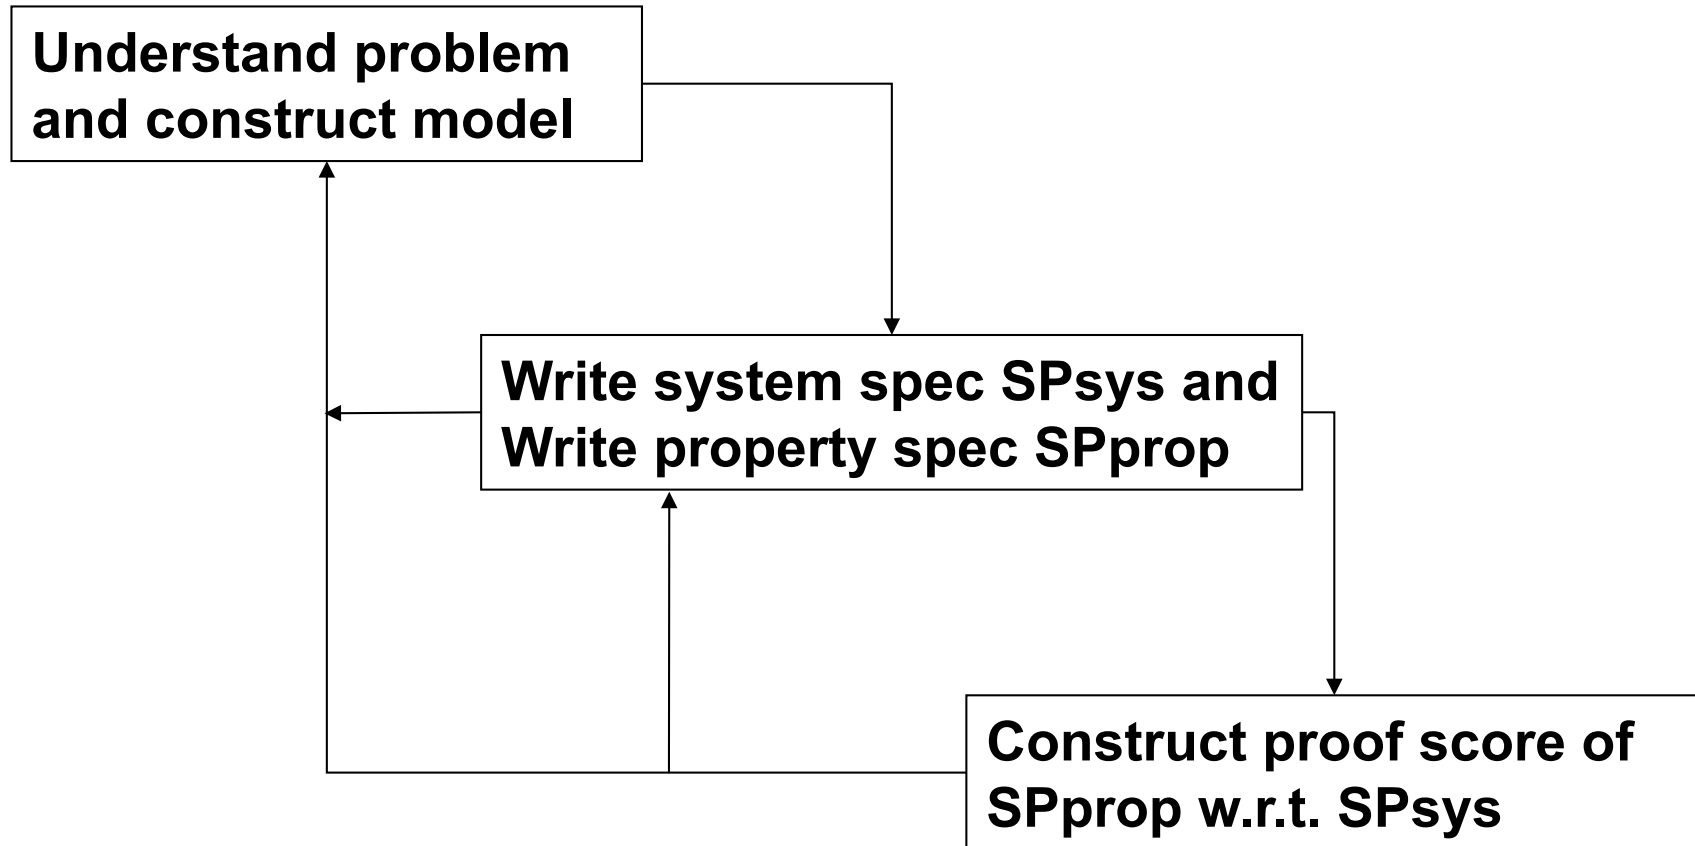 Understand problem
and construct model
Write system spec SPsys and
Write property spec SPprop
Construct proof score of
SPprop w.r.t. SPsys